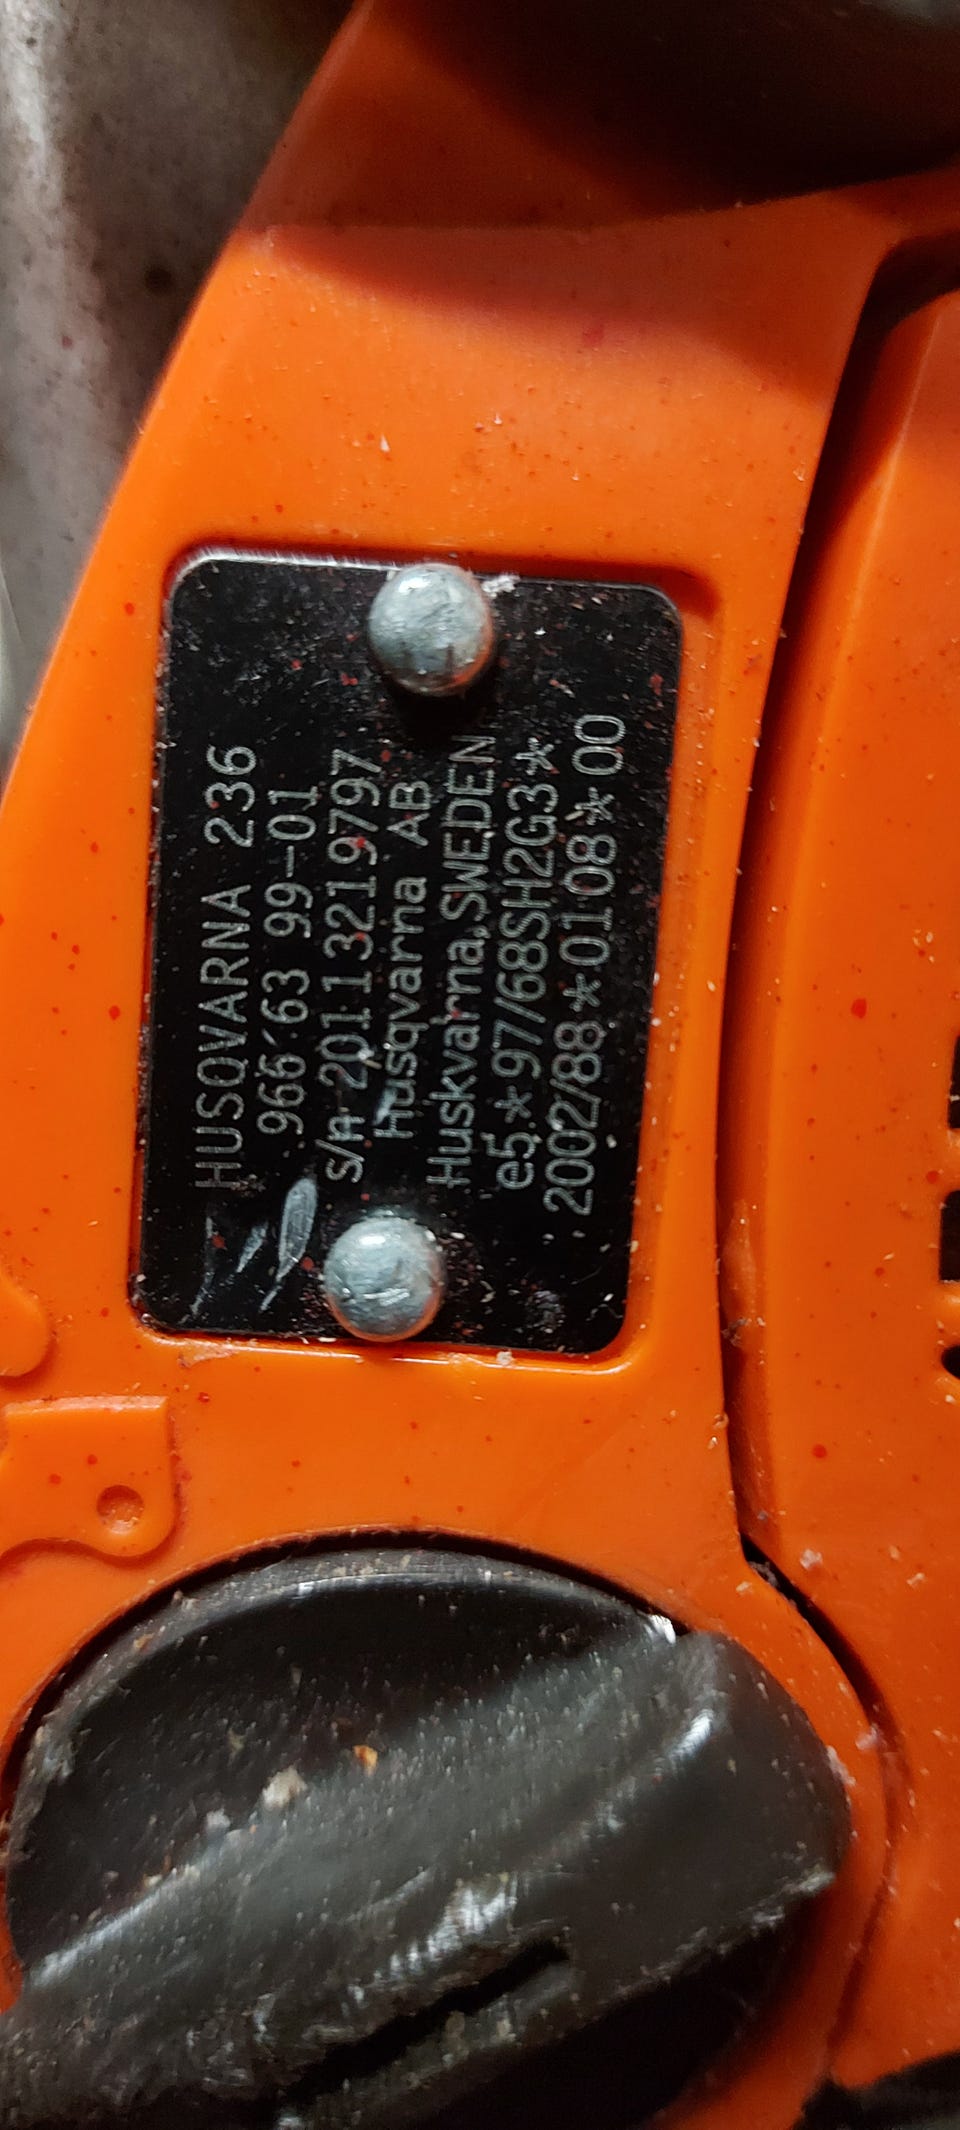 HUSQVARNA 236
966 63 99-01
s/n 20113219797
Husqvarna AB
Huskvarna,SWEDEN
e5*97/68SH2G3*
2002/88*0108*00